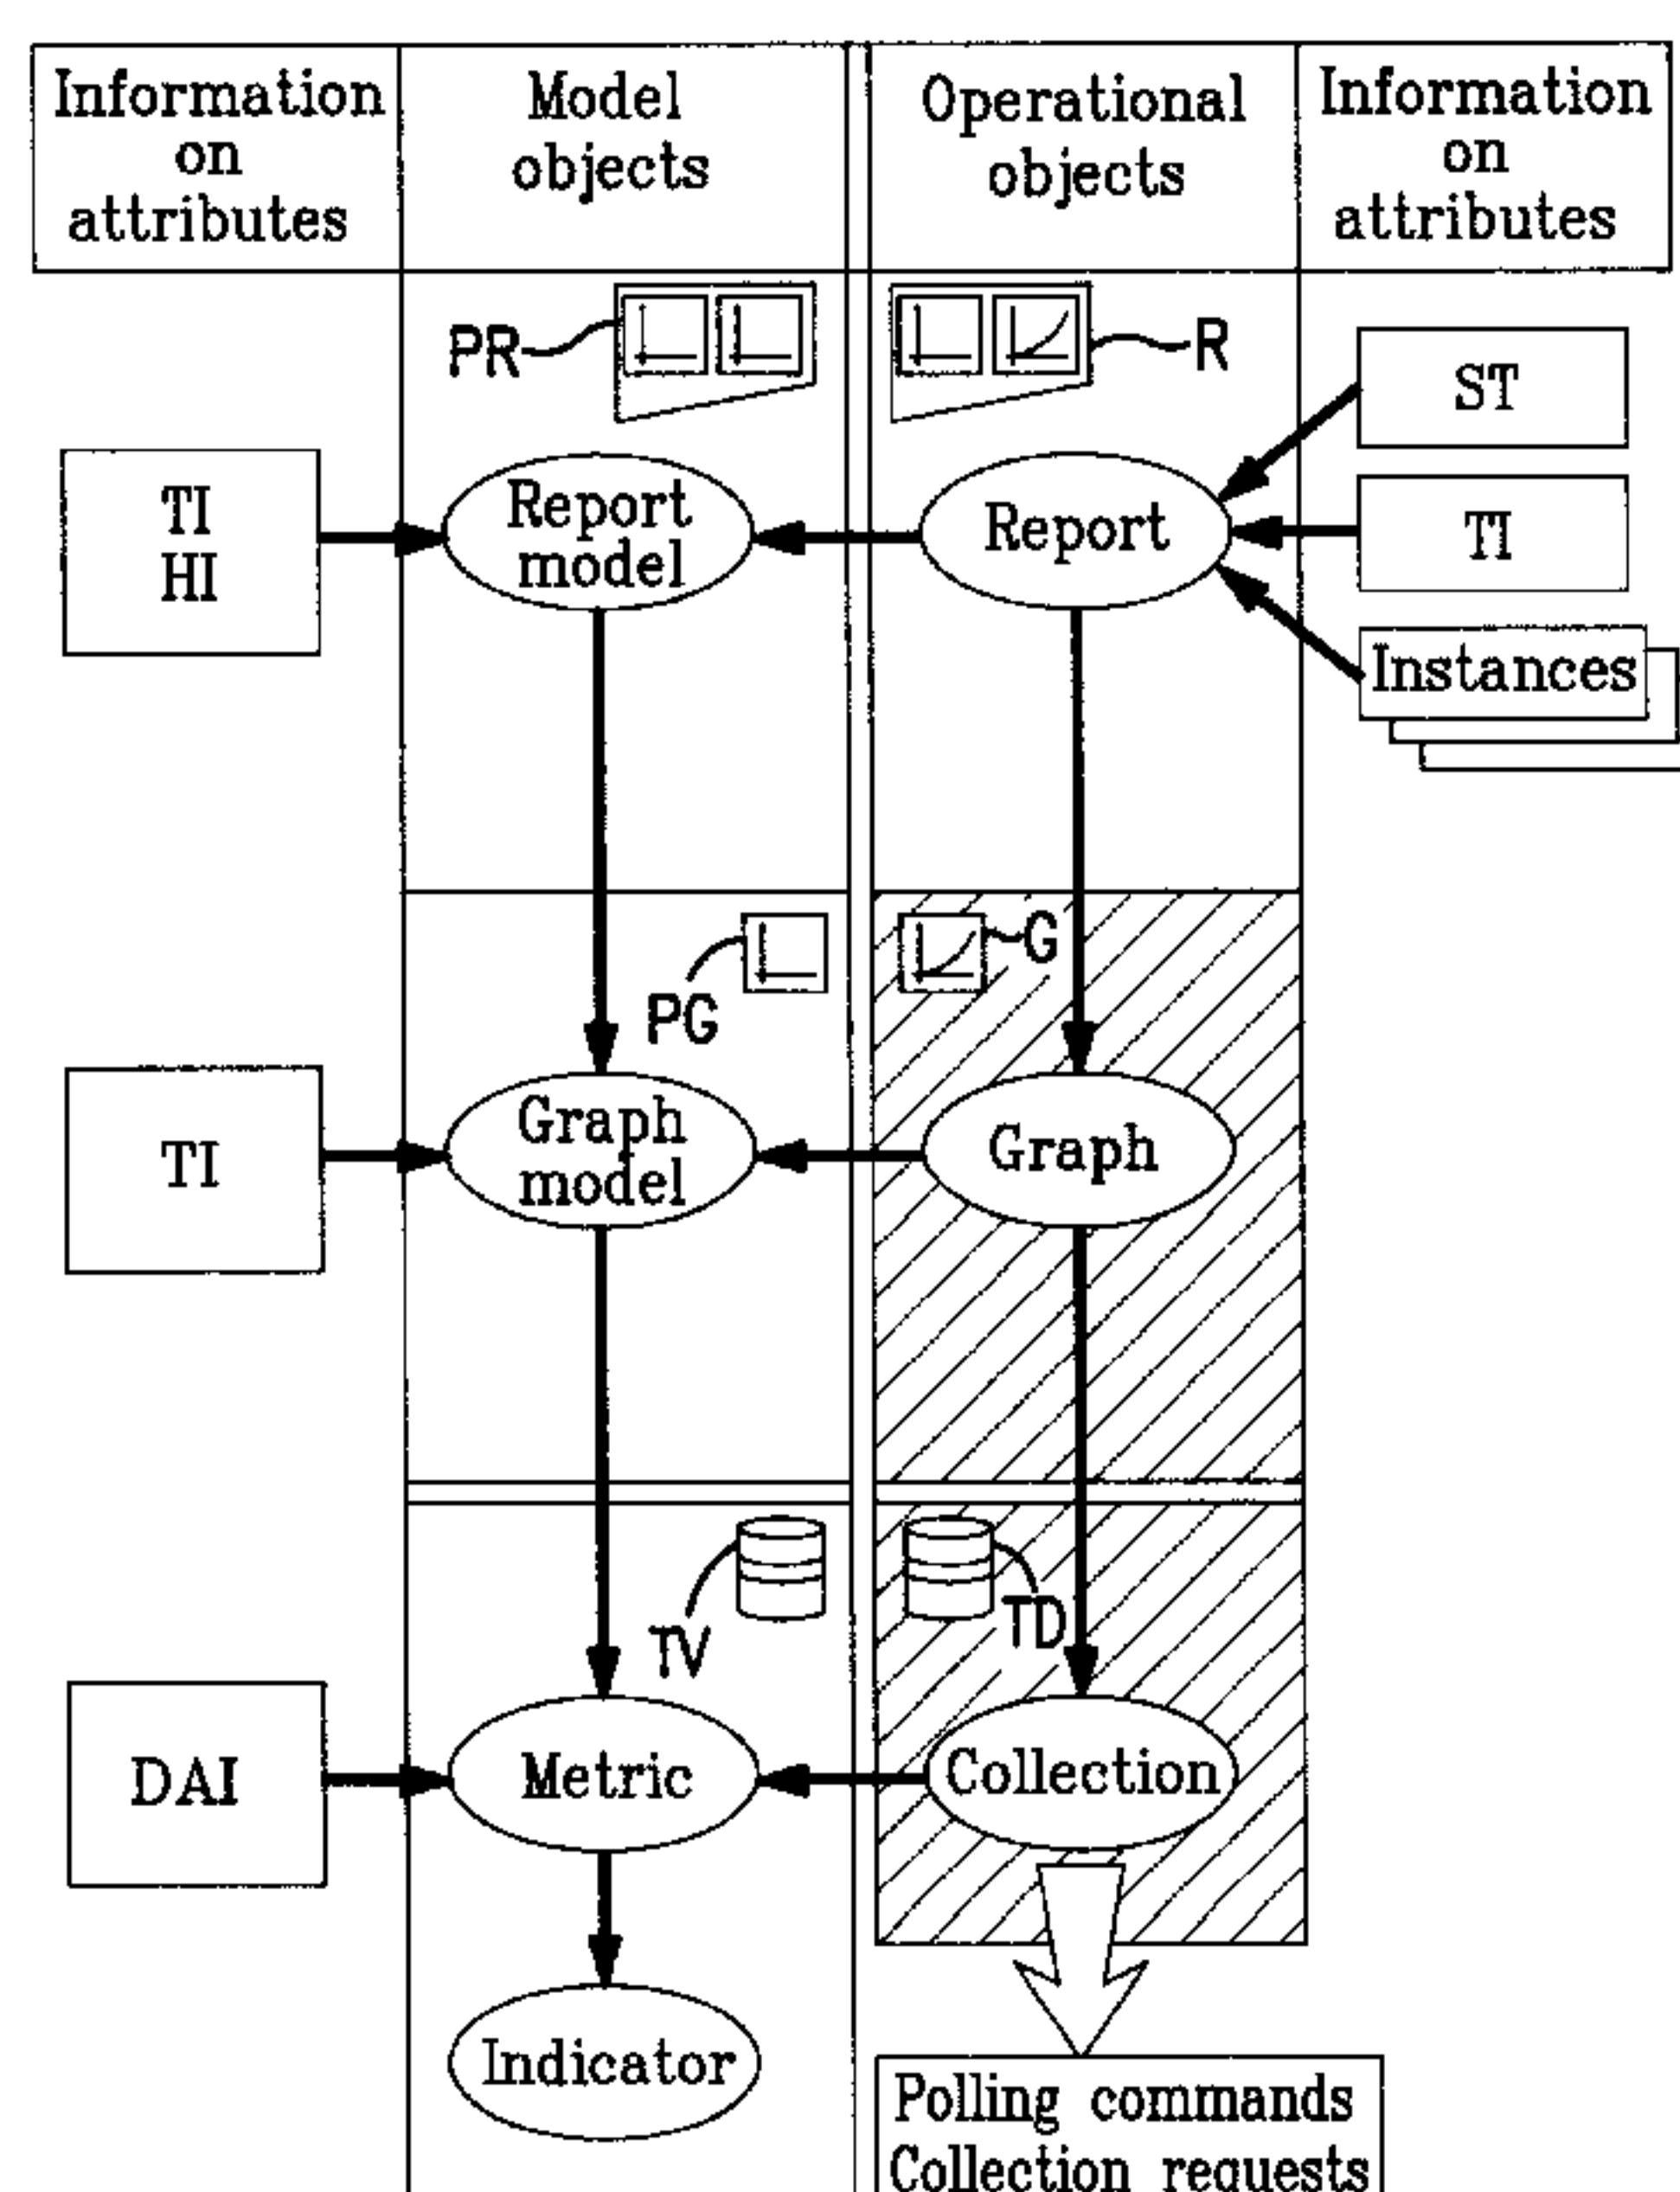 Information
on
attributes
Model
objects
Operational
objects
Information
on
attributes
PR
R
ST
TI
HI
Report
model
Report
TI
Instances
PG
G
TI
Graph
model
Graph
TV
TD
DAI
Metric
Collection
Indicator
Polling commands
Collection requests